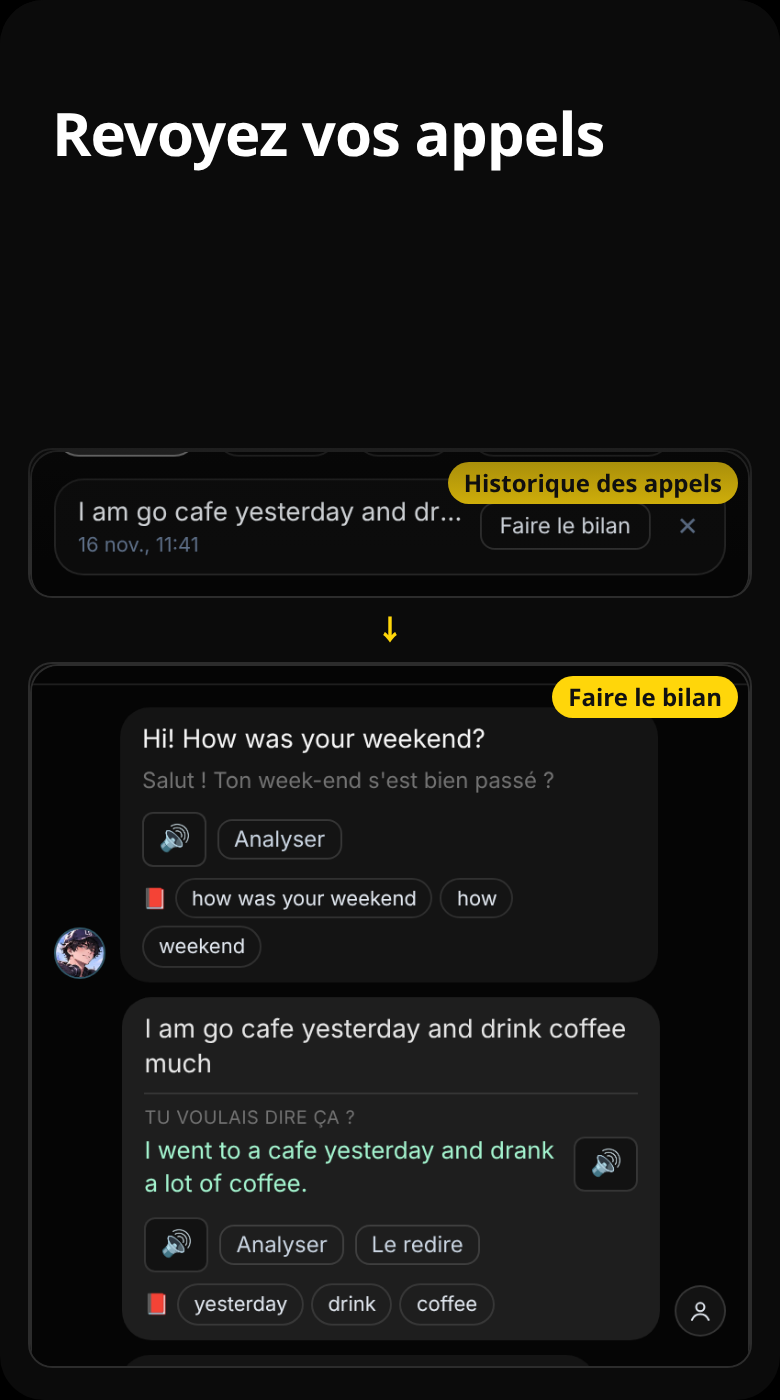 Revoyez vos appels
Historique des appels
I am go cafe yesterday and dr...
16 nov., 11:41
Faire le bilan
✕
↓
Faire le bilan
Hi! How was your weekend?
Salut ! Ton week-end s'est bien passé ?
Analyser
how was your weekend
how
weekend
I am go cafe yesterday and drink coffee
much
TU VOULAIS DIRE ÇA ?
I went to a cafe yesterday and drank
a lot of coffee.
Analyser
Le redire
yesterday
drink
coffee